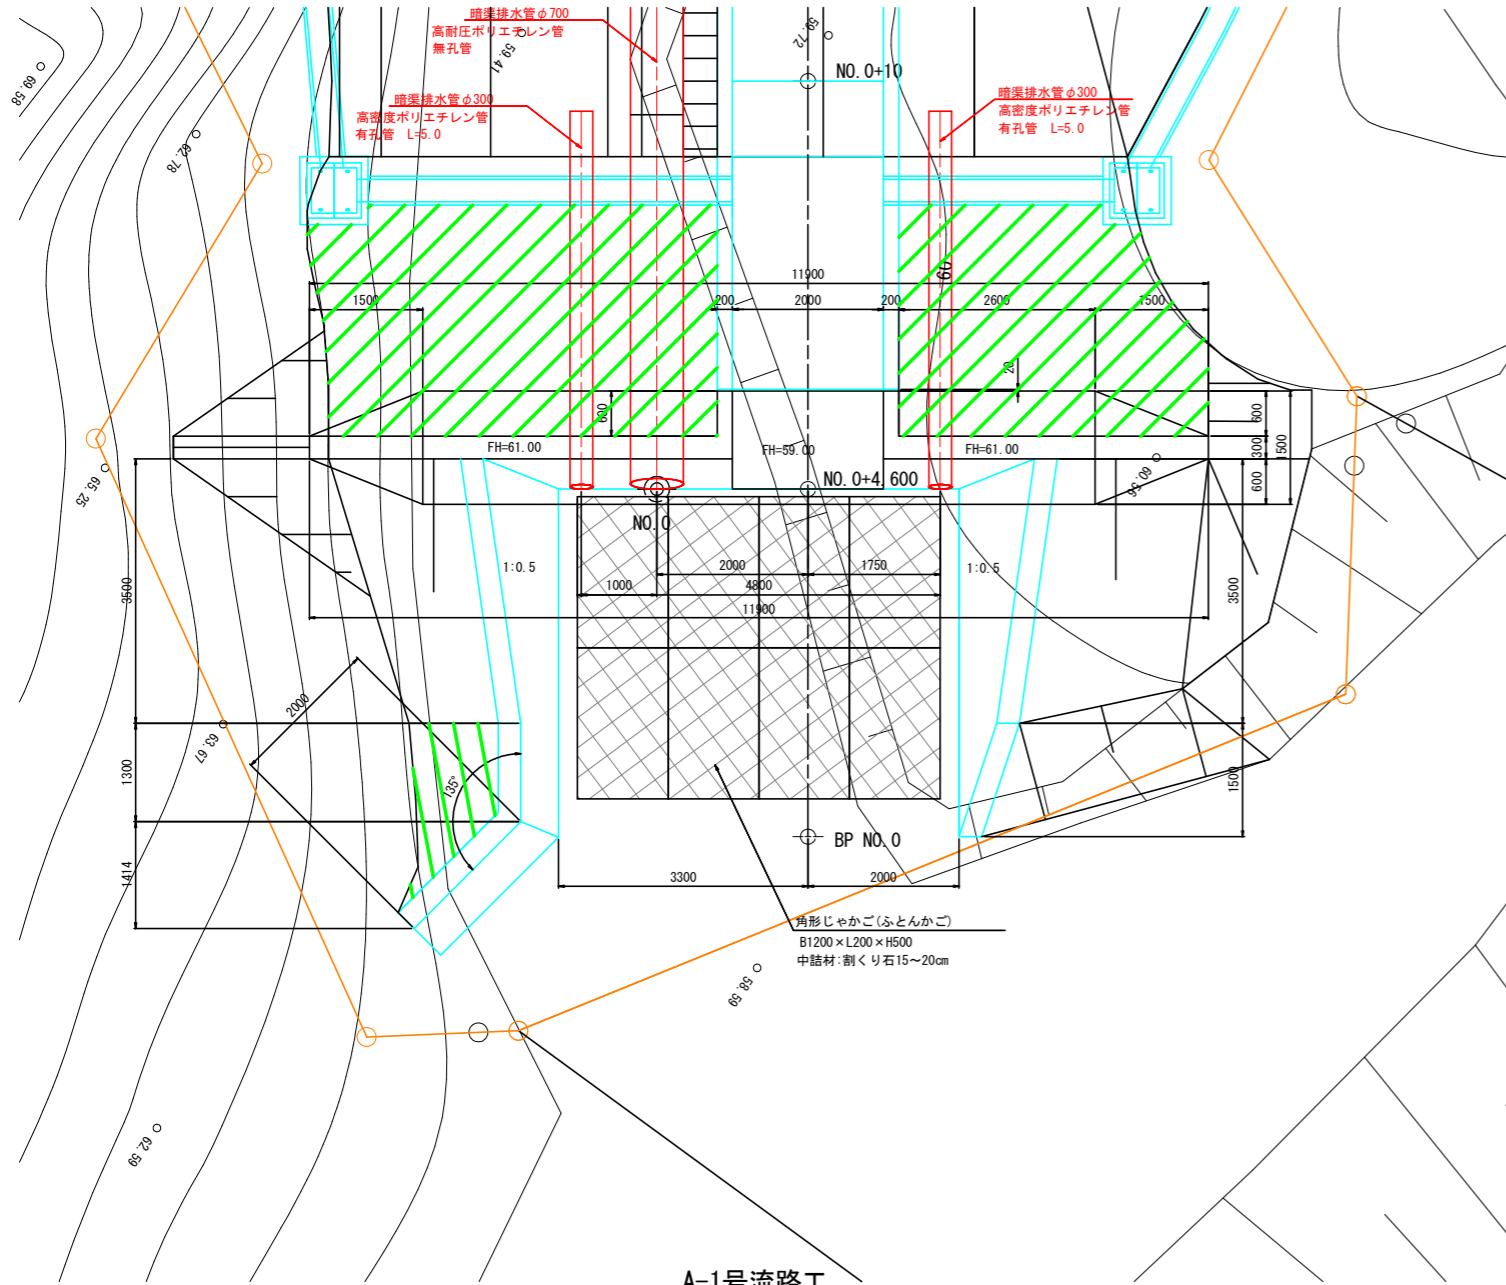 暗渠排水管φ700
高耐圧ポリエチレン管
無孔管
59.41
59.72
NO.0+10
69.58
62.78
暗渠排水管φ300
高密度ポリエチレン管
有孔管 L=5.0
暗渠排水管φ300
高密度ポリエチレン管
有孔管 L=5.0
60
11900
1500
200
2000
200
2600
1500
20
600
600
300
1500
600
FH=61.00
FH=59.00
FH=61.00
65.25
60.56
NO.0+4.600
NO.0
1:0.5
1:0.5
2000
1750
1000
4800
11900
3500
3500
2000
63.67
1300
135°
1500
1414
BP NO.0
3300
2000
角形じゃかご(ふとんかご)
B1200×L200×H500
中詰材:割くり石15～20cm
58.59
62.59
A-1号流路工